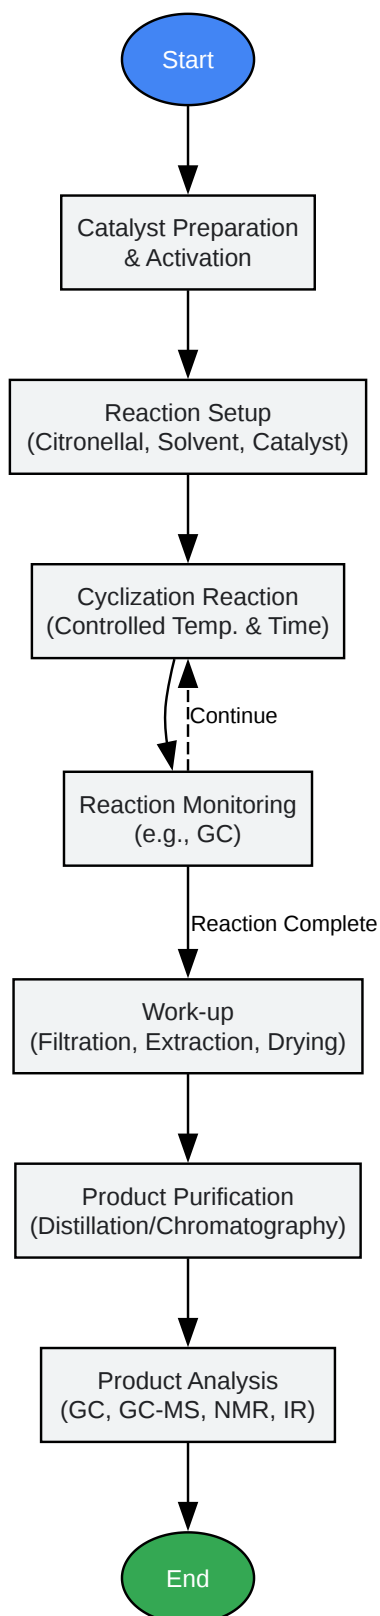 Start
Catalyst Preparation
& Activation
Reaction Setup
(Citronellal, Solvent, Catalyst)
Cyclization Reaction
(Controlled Temp. & Time)
Continue
Reaction Monitoring
(e.g., GC)
Reaction Complete
Work-up
(Filtration, Extraction, Drying)
Product Purification
(Distillation/Chromatography)
Product Analysis
(GC, GC-MS, NMR, IR)
End